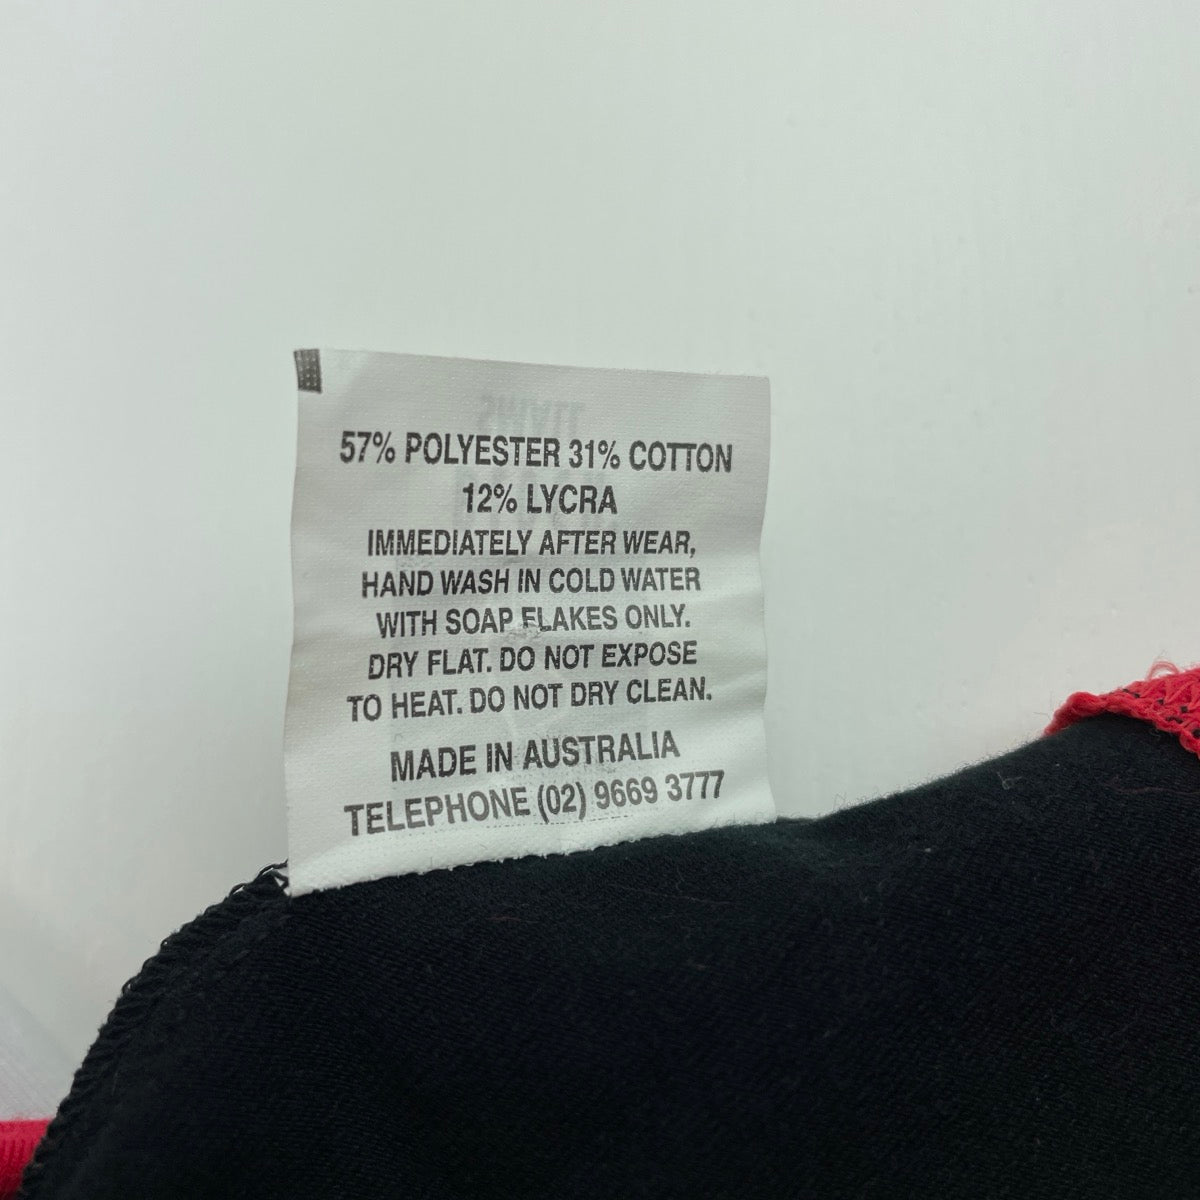 57% POLYESTER 31% COTTON
12% LYCRA
IMMEDIATELY AFTER WEAR,
HAND WASH IN COLD WATER
WITH SOAP FLAKES ONLY.
DRY FLAT. DO NOT EXPOSE
TO HEAT. DO NOT DRY CLEAN.
MADE IN AUSTRALIA
TELEPHONE (02) 9669 3777